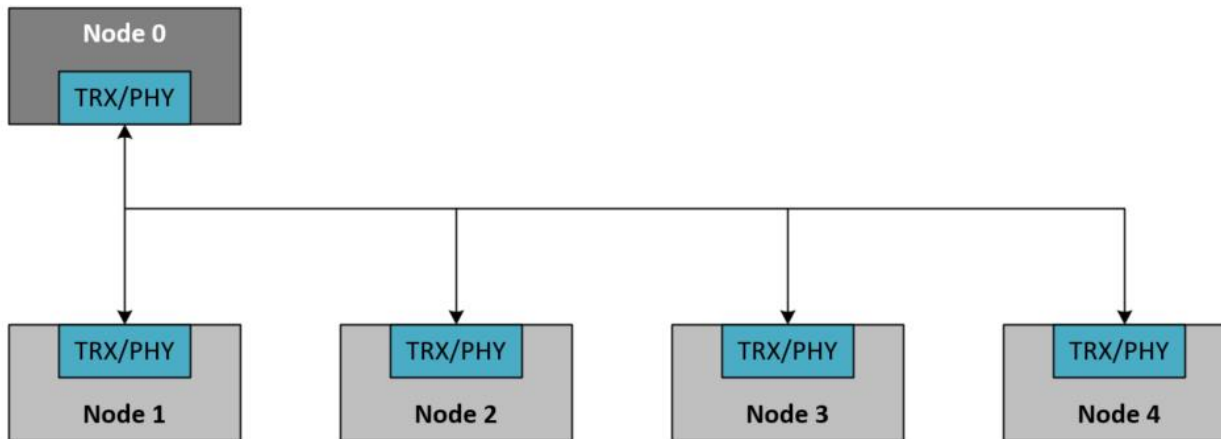 Node 0
TRX/PHY
TRX/PHY
TRX/PHY
TRX/PHY
TRX/PHY
Node 1
Node 2
Node 3
Node 4